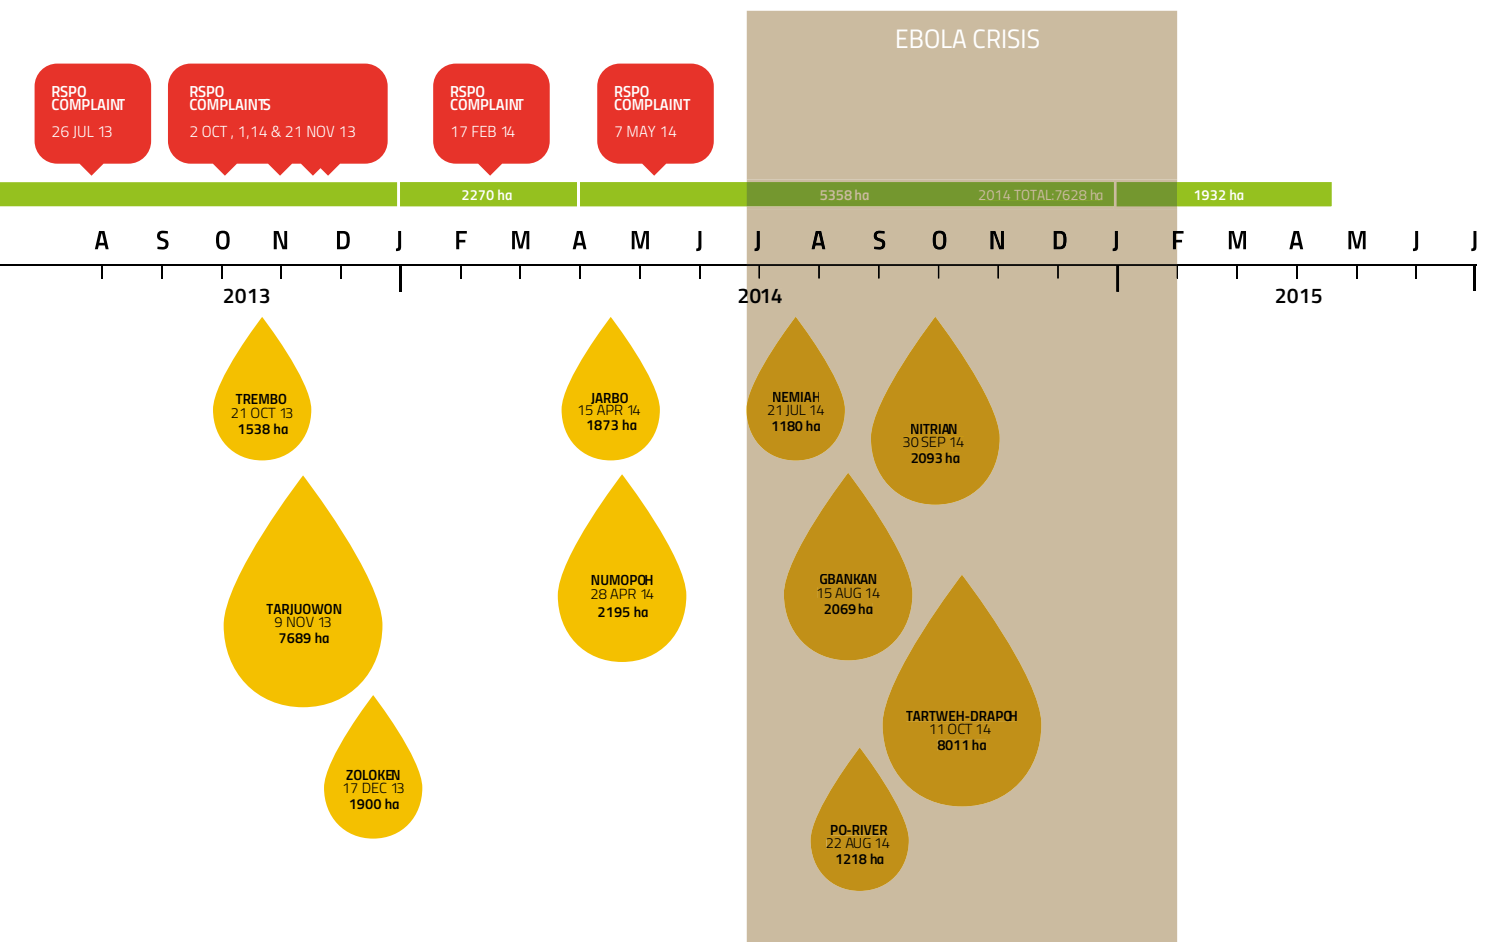 EBOLA CRISIS
RSPO
COMPLAINT
26 JUL 13
RSPO
COMPLAINTS
2 OCT , 1,14 & 21 NOV 13
RSPO
COMPLAINT
17 FEB 14
RSPO
COMPLAINT
7 MAY 14
2270 ha 5358 ha 2014 TOTAL:7628 ha 1932 ha
A S O N D J F M A M J J A S O N D J F M A M J J
2013 2014 2015
TREMBO
21 OCT 13
1538 ha
JARBO
15 APR 14
1873 ha
NEMIAH
21 JUL 14
1180 ha
NITRIAN
30 SEP 14
2093 ha
TARJUOWON
9 NOV 13
7689 ha
NUMOPOH
28 APR 14
2195 ha
GBANKAN
15 AUG 14
2069 ha
TARTWEH-DRAPOH
11 OCT 14
8011 ha
ZOLOKEN
17 DEC 13
1900 ha
PO-RIVER
22 AUG 14
1218 ha